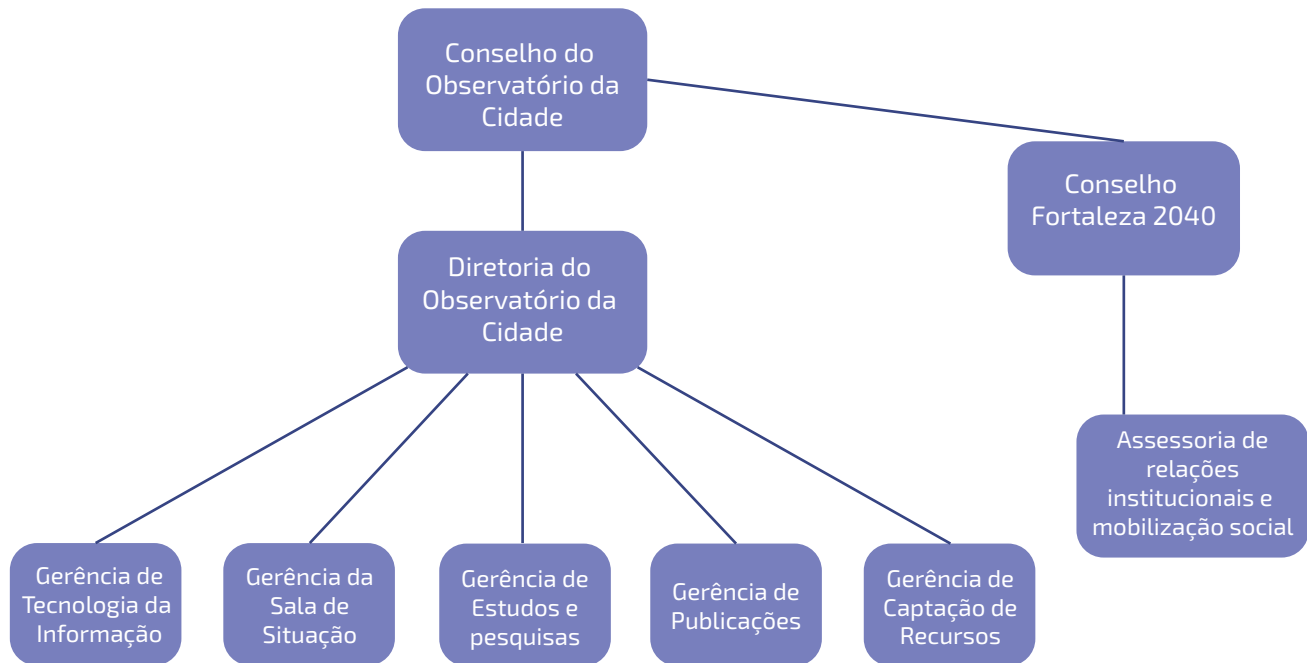 Conselho do
Observatório da
Cidade
Conselho
Fortaleza 2040
Diretoria do
Observatório da
Cidade
Assessoria de
relações
institucionais e
mobilização social
Gerência de
Tecnologia da
Informação
Gerência da
Sala de
Situação
Gerência de
Estudos e
pesquisas
Gerência de
Publicações
Gerência de
Captação de
Recursos